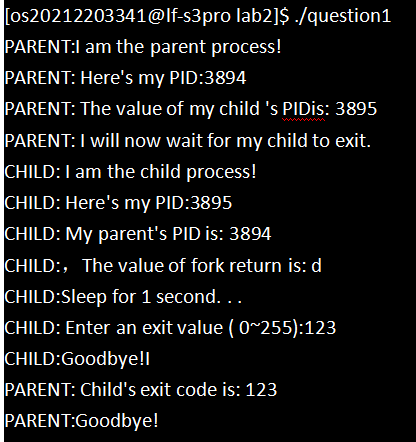 [os20212203341@lf-s3pro lab2]$ ./question1
PARENT:I am the parent process!
PARENT: Here's my PID:3894
PARENT: The value of my child 's PIDis: 3895
PARENT: I will now wait for my child to exit.
CHILD: I am the child process!
CHILD: Here's my PID:3895
CHILD: My parent's PID is: 3894
CHILD:，The value of fork return is: d
CHILD:Sleep for 1 second. . .
CHILD: Enter an exit value ( 0~255):123
CHILD:Goodbye!I
PARENT: Child's exit code is: 123
PARENT:Goodbye!